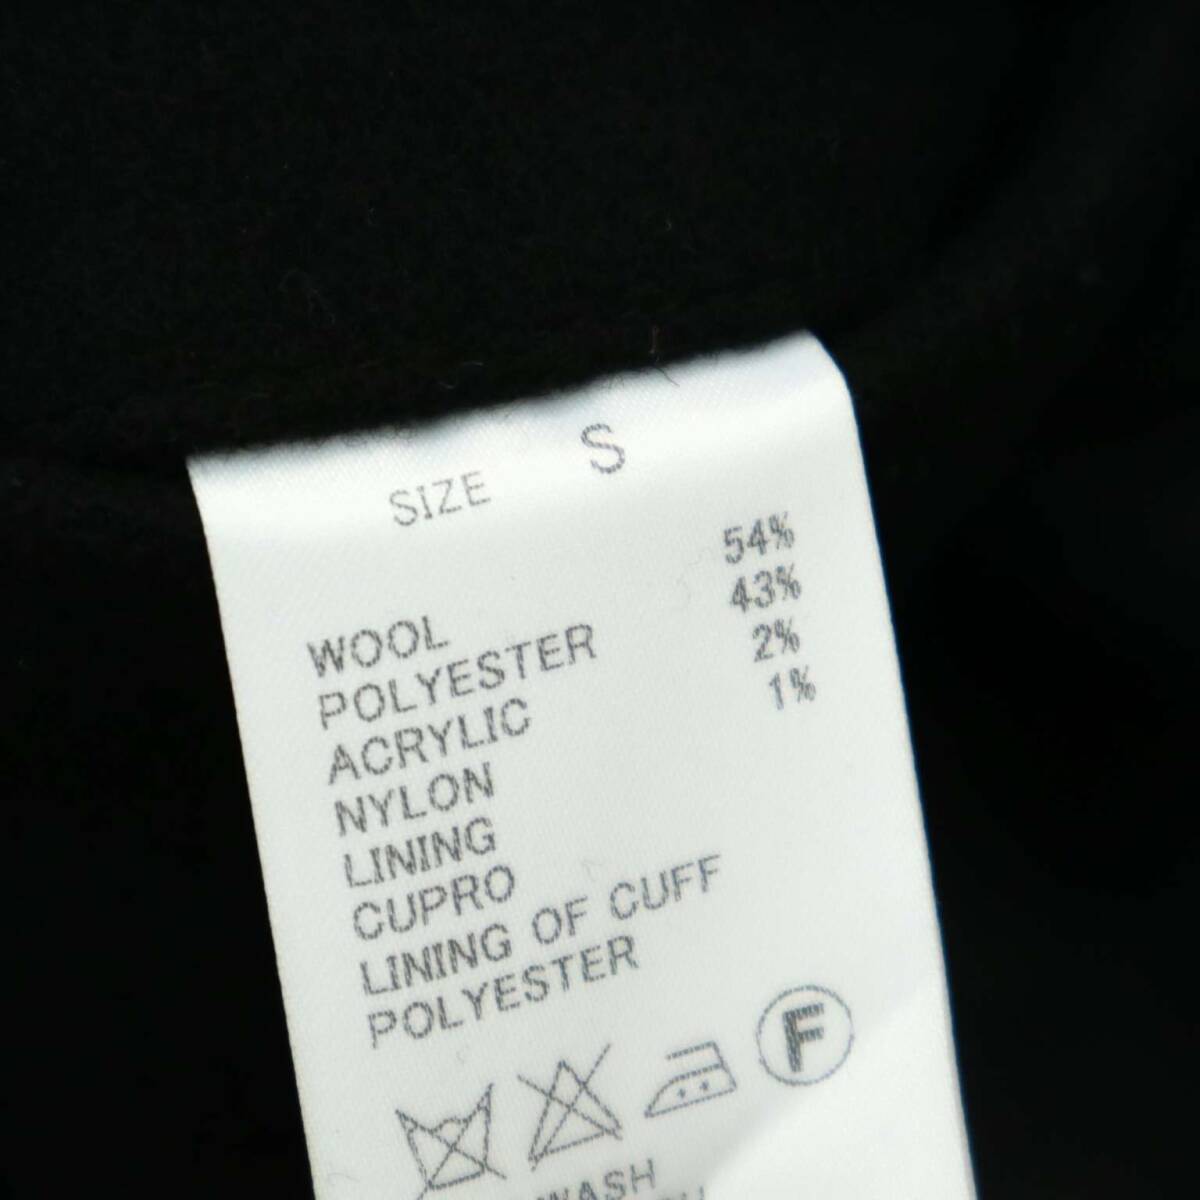 SIZE S
WOOL 54%
POLYESTER 43%
ACRYLIC 2%
NYLON 1%
LINING
CUPRO
LINING OF CUFF
POLYESTER
F
WASH